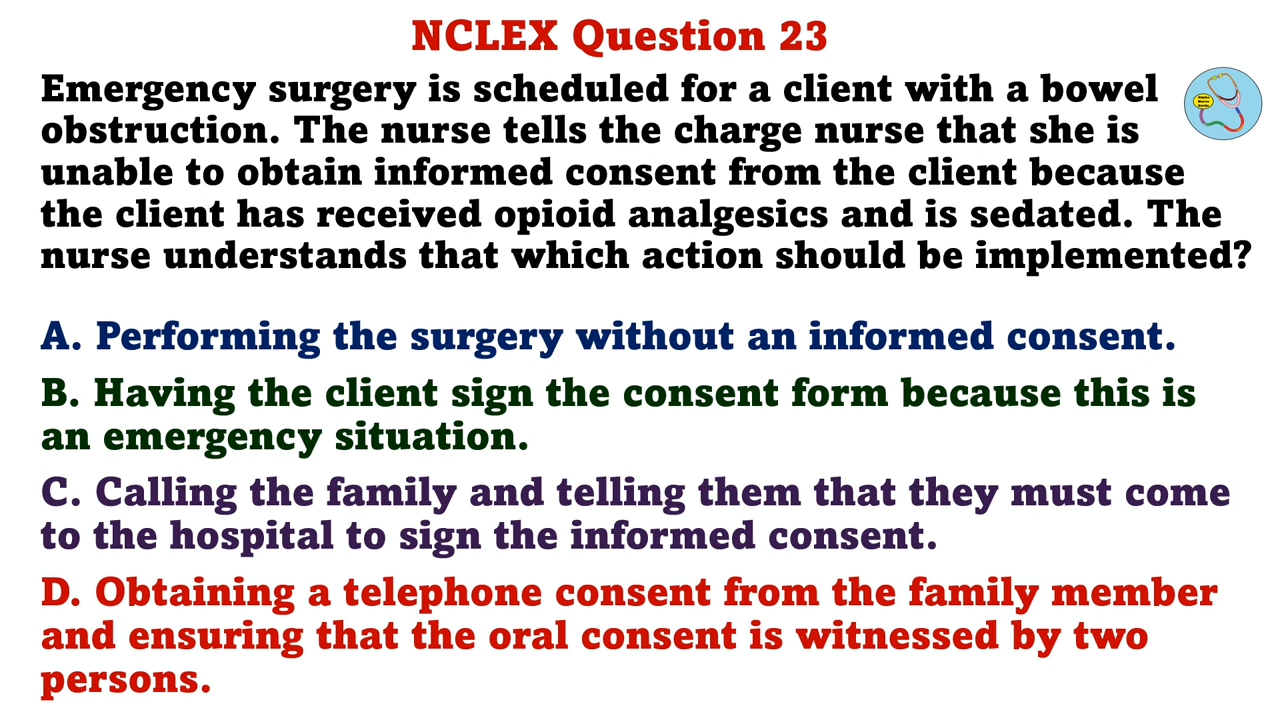 NCLEX Question 23
Emergency surgery is scheduled for a client with a bowel
obstruction. The nurse tells the charge nurse that she is
unable to obtain informed consent from the client because
the client has received opioid analgesics and is sedated. The
nurse understands that which action should be implemented?
A. Performing the surgery without an informed consent.
B. Having the client sign the consent form because this is
an emergency situation.
C. Calling the family and telling them that they must come
to the hospital to sign the informed consent.
D. Obtaining a telephone consent from the family member
and ensuring that the oral consent is witnessed by two
persons.